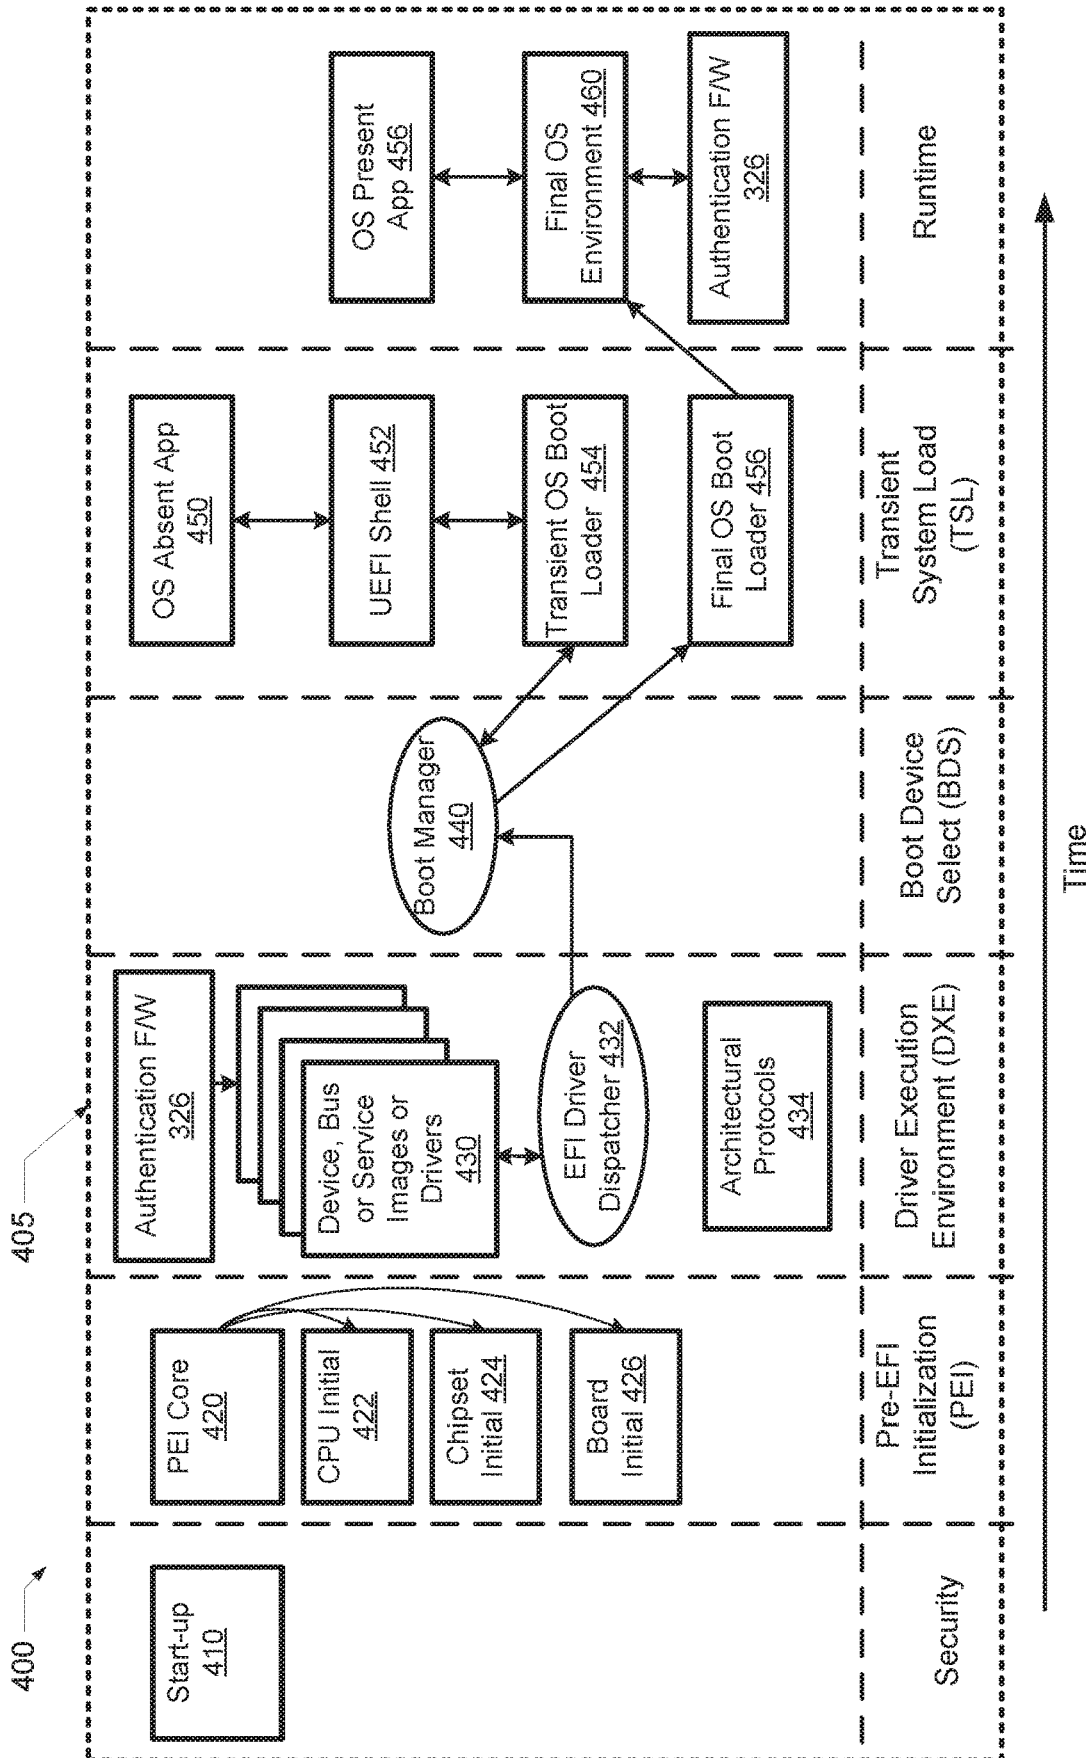 400
405
Start-up
410
PEI Core
420
CPU Initial
422
Chipset
Initial 424
Board
Initial 426
Authentication F/W
326
Device, Bus
or Service
Images or
Drivers
430
EFI Driver
Dispatcher 432
Architectural
Protocols
434
Boot Manager
440
OS Absent App
450
UEFI Shell 452
Transient OS Boot
Loader 454
Final OS Boot
Loader 456
OS Present
App 456
Final OS
Environment 460
Authentication F/W
326
Security
Pre-EFI
Initialization
(PEI)
Driver Execution
Environment (DXE)
Boot Device
Select (BDS)
Transient
System Load
(TSL)
Runtime
Time